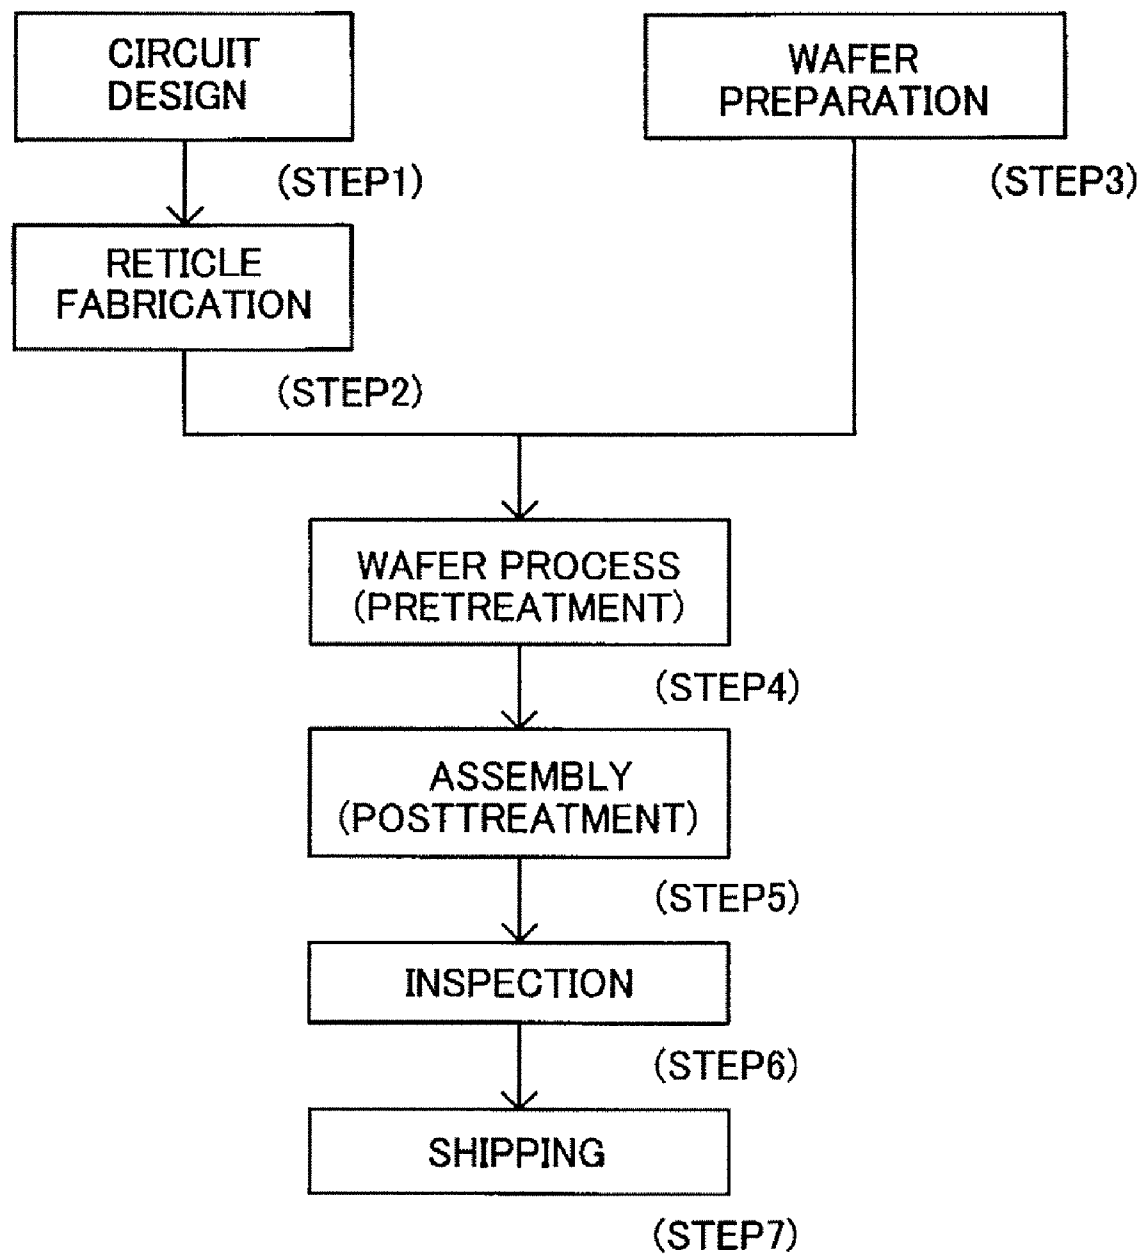 CIRCUIT
DESIGN
(STEP1)
RETICLE
FABRICATION
(STEP2)
WAFER
PREPARATION
(STEP3)
WAFER PROCESS
(PRETREATMENT)
(STEP4)
ASSEMBLY
(POSTTREATMENT)
(STEP5)
INSPECTION
(STEP6)
SHIPPING
(STEP7)